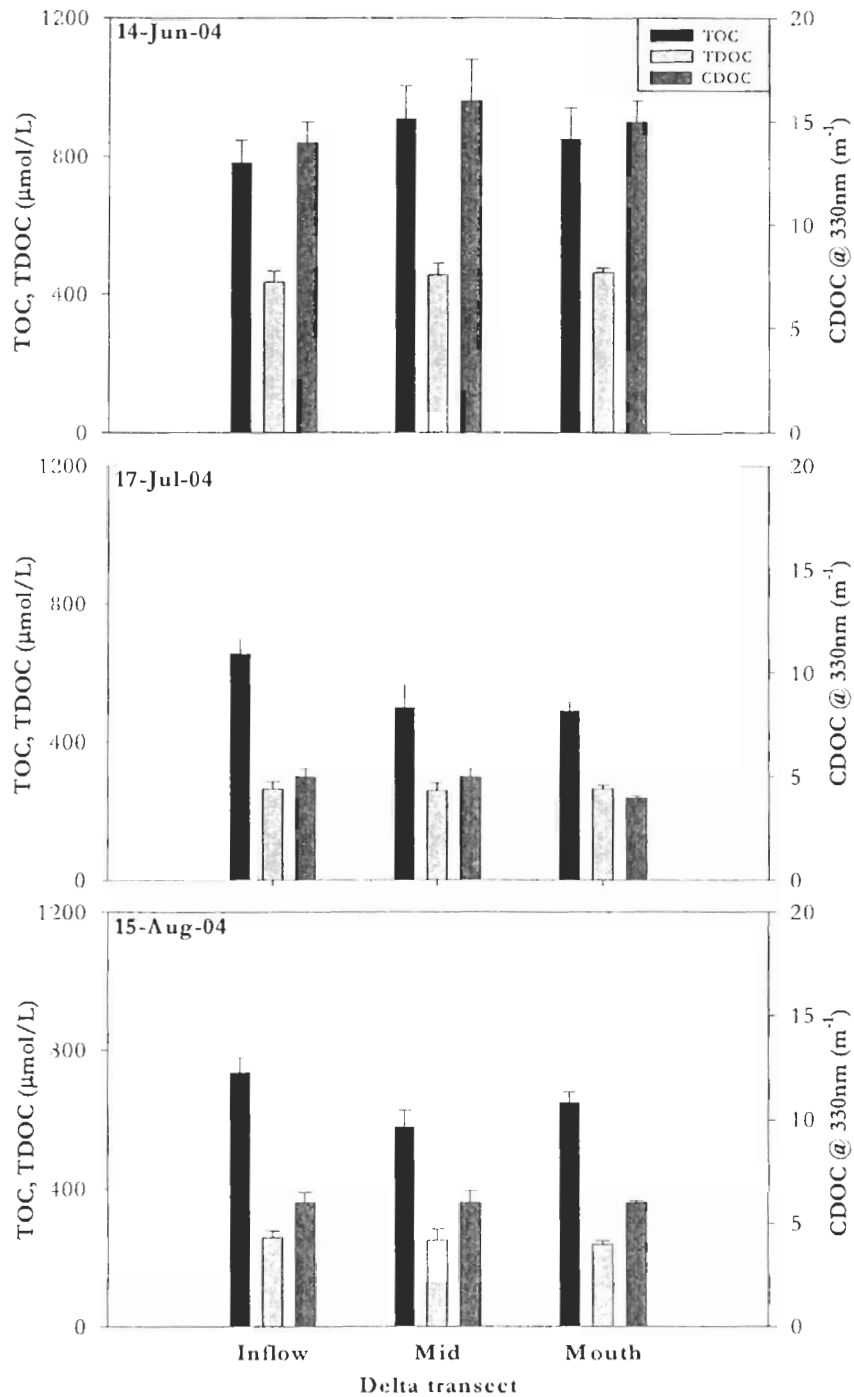 14-Jun-04
TOC
TDOC
CDOC
1200
800
400
0
TOC, TDOC (μmol/L)
20
15
10
5
0
CDOC @ 330nm (m⁻¹)
17-Jul-04
1200
800
400
0
TOC, TDOC (μmol/L)
20
15
10
5
0
CDOC @ 330nm (m⁻¹)
15-Aug-04
1200
800
400
0
TOC, TDOC (μmol/L)
20
15
10
5
0
CDOC @ 330nm (m⁻¹)
Inflow Mid Mouth
Delta transect